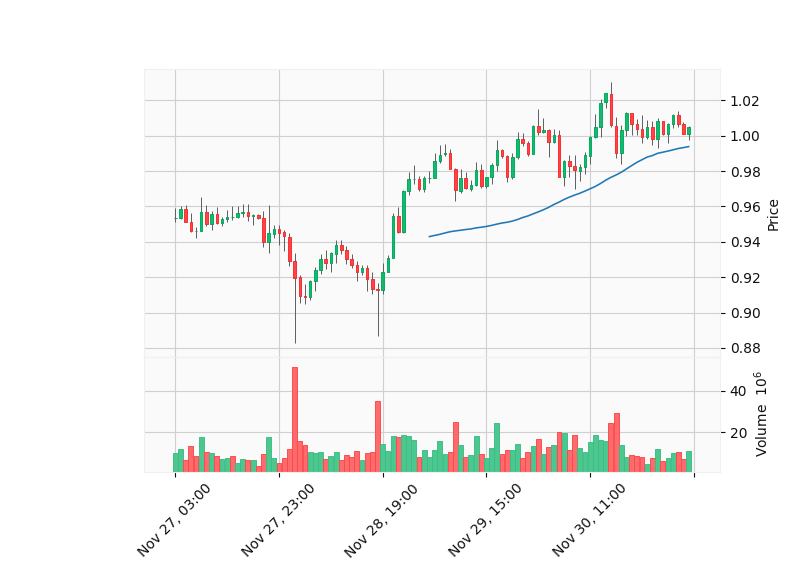 1.02
1.00
0.98
0.96
0.94
0.92
0.90
0.88
Price
40
20
Volume 10^6
Nov 27, 03:00
Nov 27, 23:00
Nov 28, 19:00
Nov 29, 15:00
Nov 30, 11:00